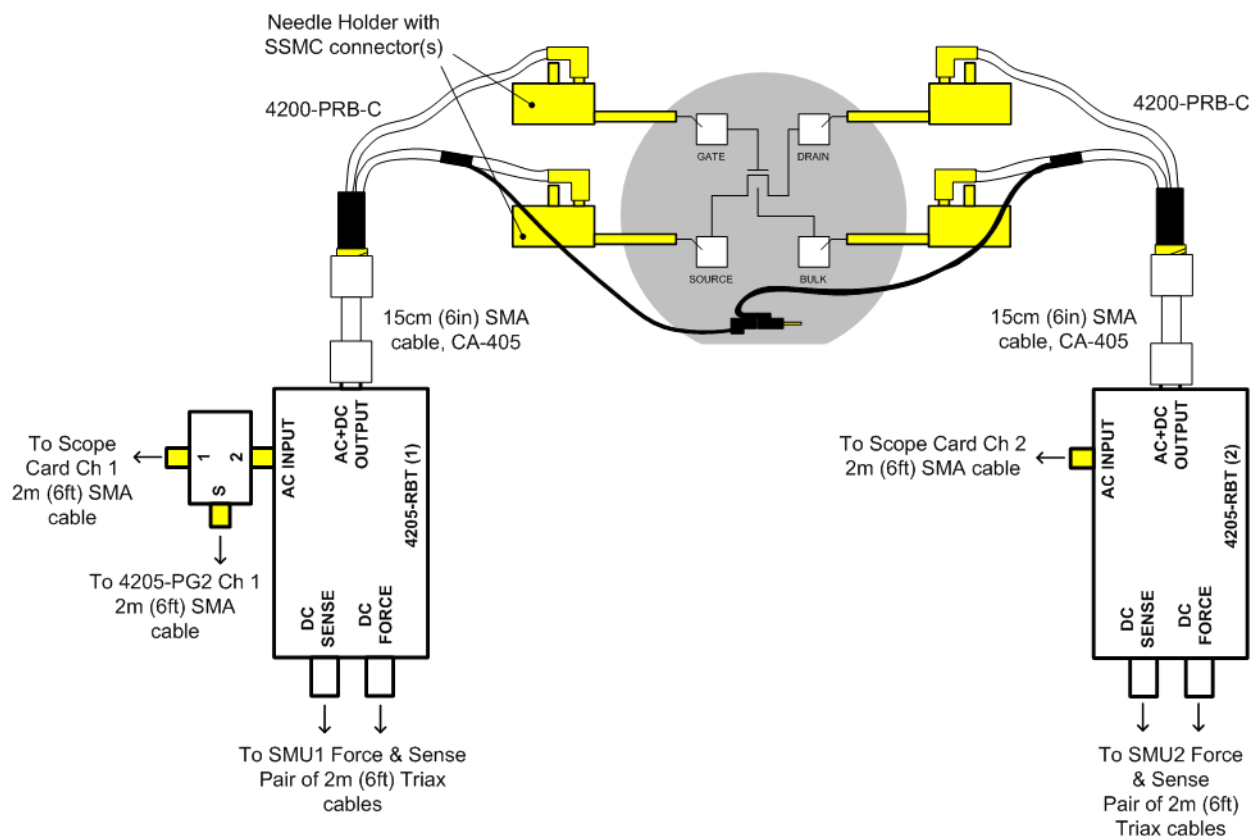 Needle Holder with
SSMC connector(s)
4200-PRB-C
4200-PRB-C
GATE
DRAIN
SOURCE
BULK
15cm (6in) SMA
cable, CA-405
15cm (6in) SMA
cable, CA-405
To Scope
Card Ch 1
2m (6ft) SMA
cable
1
2
S
AC INPUT
AC+DC
OUTPUT
4205-RBT (1)
DC
SENSE
DC
FORCE
To 4205-PG2 Ch 1
2m (6ft) SMA
cable
To SMU1 Force & Sense
Pair of 2m (6ft) Triax
cables
To Scope Card Ch 2
2m (6ft) SMA cable
AC INPUT
AC+DC
OUTPUT
4205-RBT (2)
DC
SENSE
DC
FORCE
To SMU2 Force
& Sense
Pair of 2m (6ft)
Triax cables